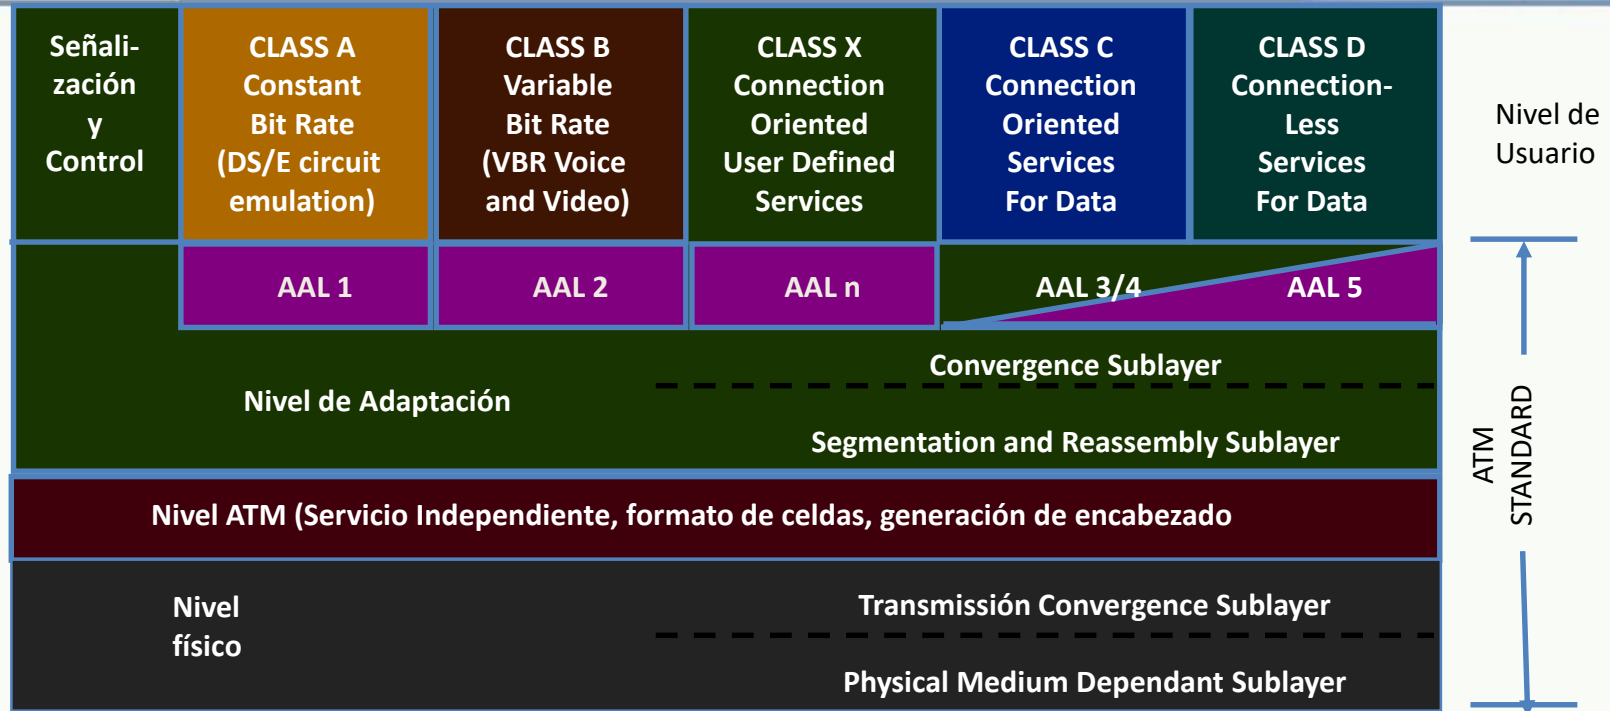 Señali-
zación
y
Control
CLASS A
Constant
Bit Rate
(DS/E circuit
emulation)
CLASS B
Variable
Bit Rate
(VBR Voice
and Video)
CLASS X
Connection
Oriented
User Defined
Services
CLASS C
Connection
Oriented
Services
For Data
CLASS D
Connection-
Less
Services
For Data
Nivel de
Usuario
AAL 1
AAL 2
AAL n
AAL 3/4
AAL 5
Convergence Sublayer
Nivel de Adaptación
Segmentation and Reassembly Sublayer
ATM
STANDARD
Nivel ATM (Servicio Independiente, formato de celdas, generación de encabezado
Nivel
físico
Transmissión Convergence Sublayer
Physical Medium Dependant Sublayer